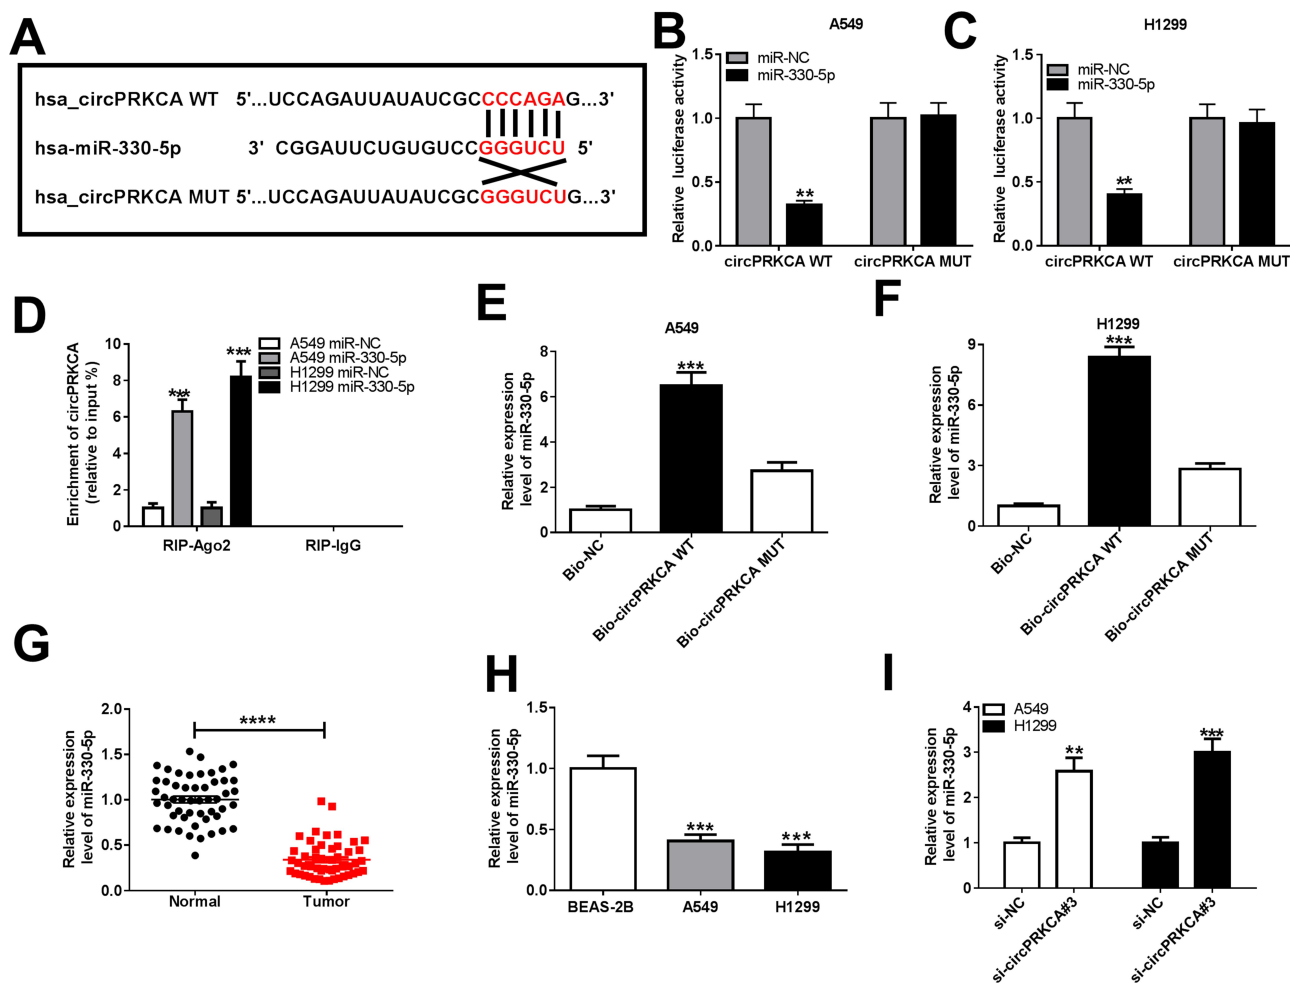 A
hsa_circPRKCA WT 5'...UCCAGAUUAUAUCGCCCCAGAG...3'
hsa-miR-330-5p 3' CGGAUUCUGUGUCCGGGUCU 5'
hsa_circPRKCA MUT 5'...UCCAGAUUAUAUCGCGGGUCUG...3'
B
A549
miR-NC
miR-330-5p
Relative luciferase activity
1.5
1.0
0.5
0.0
**
circPRKCA WT circPRKCA MUT
C
H1299
miR-NC
miR-330-5p
Relative luciferase activity
1.5
1.0
0.5
0.0
**
circPRKCA WT circPRKCA MUT
D
Enrichment of circPRKCA
(relative to input %)
10
8
6
4
2
0
***
***
A549 miR-NC
A549 miR-330-5p
H1299 miR-NC
H1299 miR-330-5p
RIP-Ago2 RIP-IgG
E
A549
Relative expression
level of miR-330-5p
8
6
4
2
0
***
Bio-NC
Bio-circPRKCA WT
Bio-circPRKCA MUT
F
H1299
Relative expression
level of miR-330-5p
9
6
3
0
***
Bio-NC
Bio-circPRKCA WT
Bio-circPRKCA MUT
G
Relative expression
level of miR-330-5p
2.0
1.5
1.0
0.5
0.0
****
Normal Tumor
H
Relative expression
level of miR-330-5p
1.5
1.0
0.5
0.0
***
***
BEAS-2B A549 H1299
I
A549
H1299
Relative expression
level of miR-330-5p
4
3
2
1
0
**
***
si-NC
si-circPRKCA#3
si-NC
si-circPRKCA#3